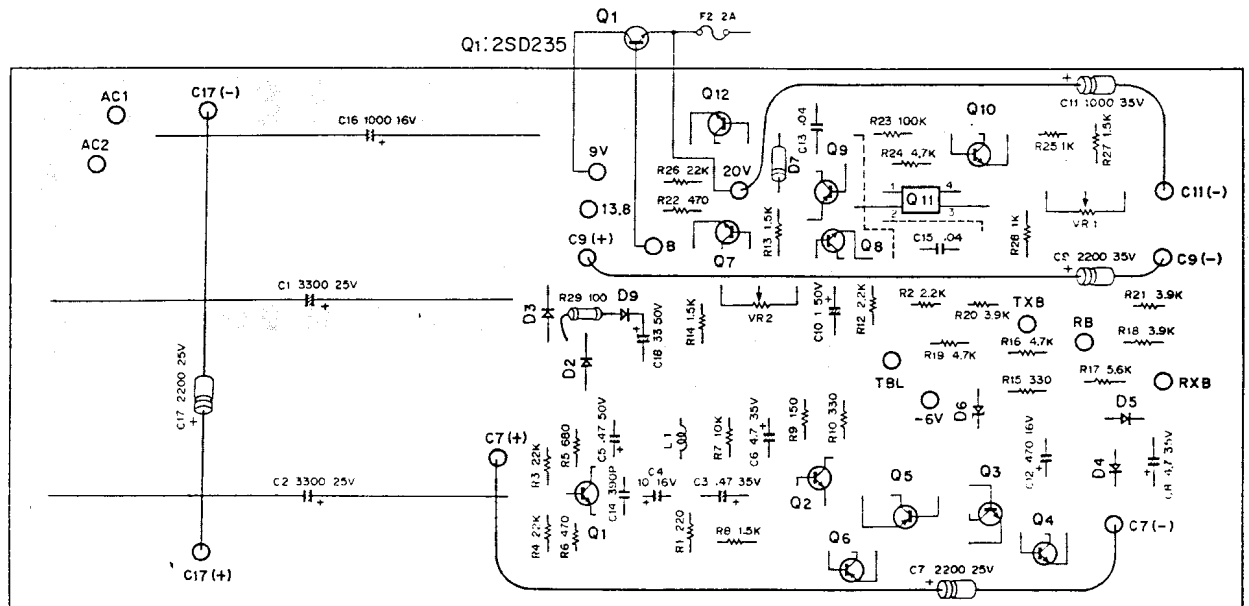 Q1
F2 2A
Q1:2SD235
AC1
C17(-)
AC2
C16 1000 16V
+
9V
13.8
C9(+)
B
Q12
R26 22K
R22 470
20V
Q7
D7
C13 .04
R13 1.5K
Q9
Q8
R23 100K
R24 4.7K
Q10
1
4
Q11
2
3
C15 .04
+
C11 1000 35V
R25 1K
R27 1.5K
VR1
R28 1K
C11(-)
+
2200 35V
C9(-)
C1 3300 25V
+
D3
R29 100
D9
D2
+
C18 33 50V
R14 1.5K
VR2
C10 1 50V
+
R12 2.2K
R2 2.2K
R20 3.9K
TXB
R21 3.9K
R19 4.7K
R16 4.7K
RB
R18 3.9K
TBL
R15 330
R17 5.6K
RXB
-6V
D6
D5
C17 2200 25V
+
C7(+)
R3 22K
R5 680
C5 .47 50V
+
L1
R7 10K
C6 4.7 35V
+
R9 150
R10 330
C12 470 16V
+
D4
C8 4.7 35V
+
C2 3300 25V
+
Q1
C14 390P
C4
10 16V
+
C3 .47 35V
+
Q2
Q5
Q3
R4 22K
R6 470
R1 220
R8 1.5K
Q6
Q4
C7(-)
C17(+)
C7 2200 25V
+